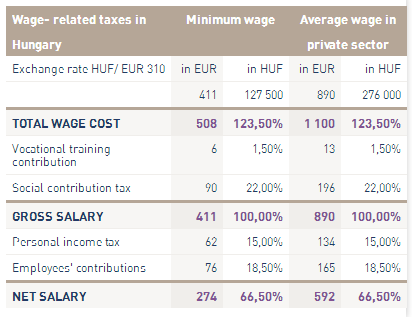 Wage- related taxes in Hungary Minimum wage Average wage in private sector
Exchange rate HUF/ EUR 310 in EUR in HUF in EUR in HUF
411 127 500 890 276 000
TOTAL WAGE COST 508 123,50% 1 100 123,50%
Vocational training contribution 6 1,50% 13 1,50%
Social contribution tax 90 22,00% 196 22,00%
GROSS SALARY 411 100,00% 890 100,00%
Personal income tax 62 15,00% 134 15,00%
Employees' contributions 76 18,50% 165 18,50%
NET SALARY 274 66,50% 592 66,50%